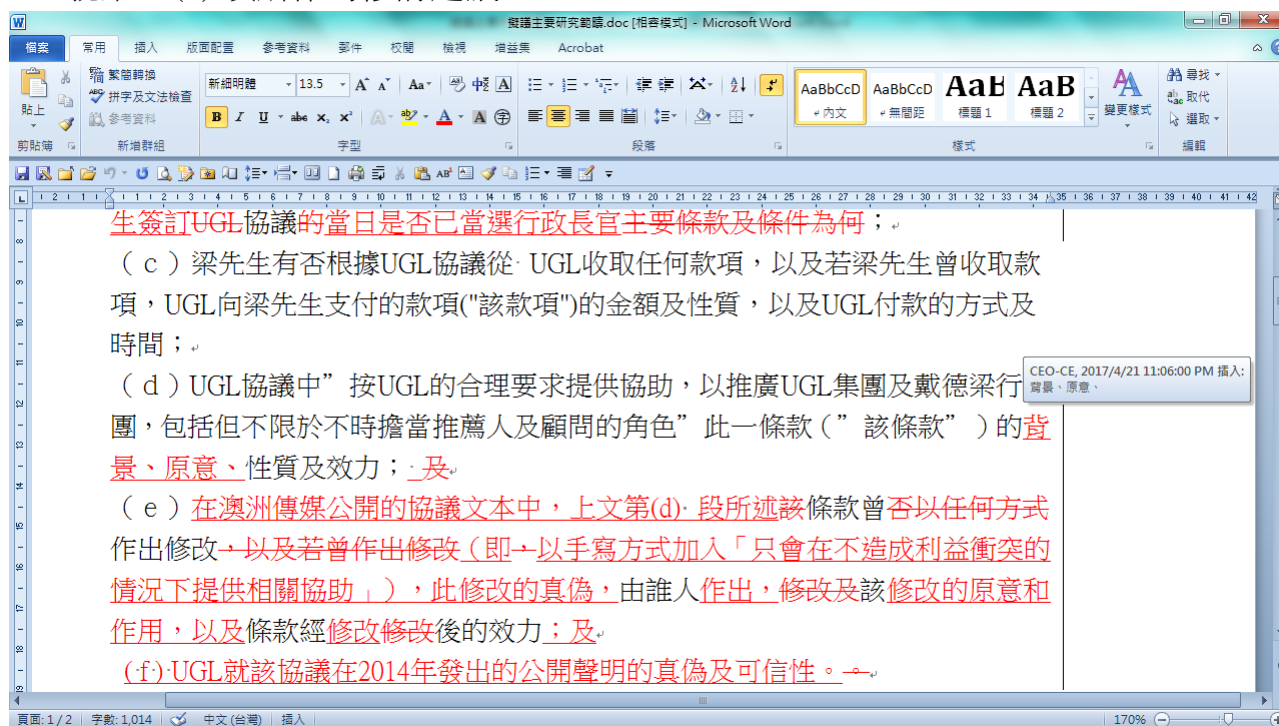 擬議主要研究範疇.doc [相容模式] - Microsoft Word
檔案 常用 插入 版面配置 參考資料 郵件 校閱 檢視 增益集 Acrobat
貼上 繁簡轉換 拼字及文法檢查 參考資料
新細明體 13.5
AaBbCcD 內文 AaBbCcD 無間距 AaB 標題 1 AaB 標題 2 變更樣式 尋找 取代 選取
剪貼簿 新增群組 字型 段落 樣式 編輯
生簽訂UGL協議的當日是否已當選行政長官主要條款及條件為何；
（c）梁先生有否根據UGL協議從 UGL收取任何款項，以及若梁先生曾收取款
項，UGL向梁先生支付的款項("該款項")的金額及性質，以及UGL付款的方式及
時間；
（d）UGL協議中”按UGL的合理要求提供協助，以推廣UGL集團及戴德梁行
團，包括但不限於不時擔當推薦人及顧問的角色”此一條款（”該條款”）的背
景、原意、性質及效力； 及
CEO-CE, 2017/4/21 11:06:00 PM 插入:
背景、原意、
（e）在澳洲傳媒公開的協議文本中，上文第(d) 段所述該條款曾否以任何方式
作出修改，以及若曾作出修改（即，以手寫方式加入「只會在不造成利益衝突的
情況下提供相關協助」），此修改的真偽，由誰人作出，修改及該修改的原意和
作用，以及條款經修改修改後的效力；及
(f) UGL就該協議在2014年發出的公開聲明的真偽及可信性。。
頁面: 1 / 2 字數: 1,014 中文 (台灣) 插入 170%